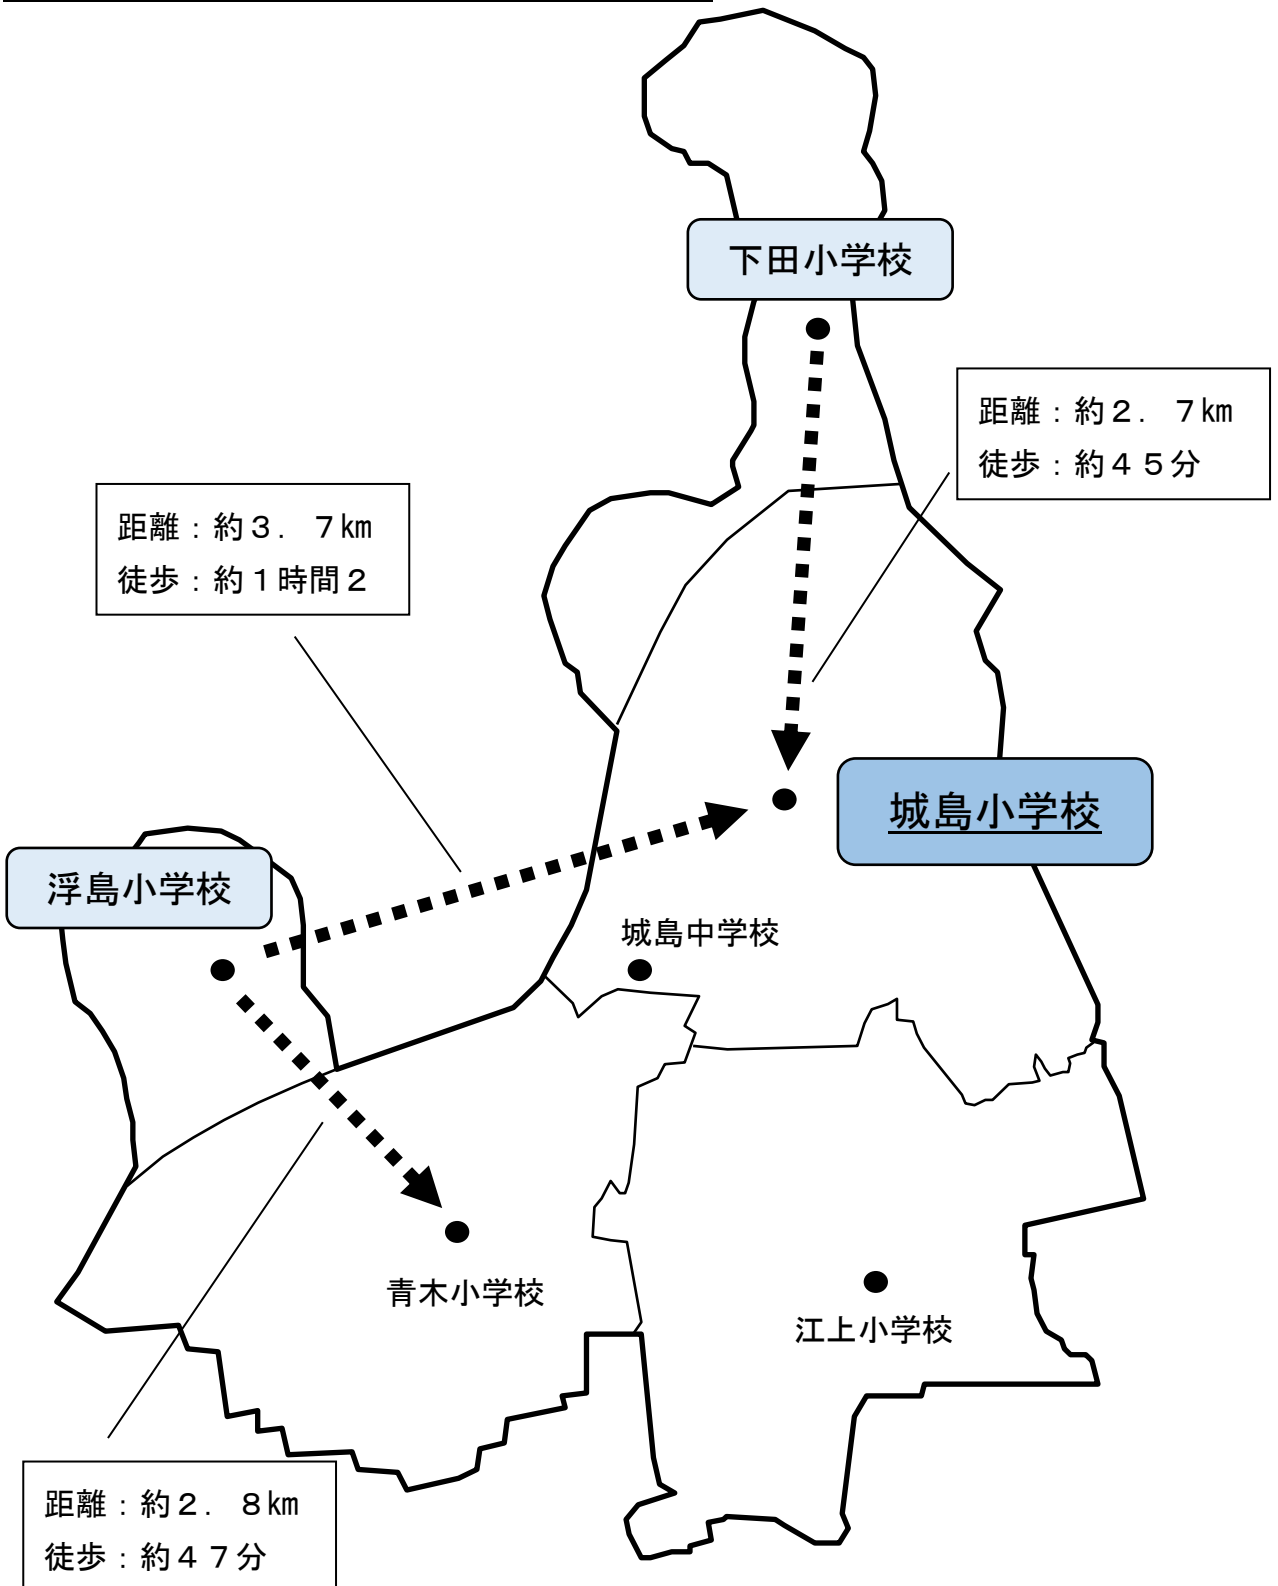 下田小学校
距離：約２．７㎞
徒歩：約４５分
距離：約３．７㎞
徒歩：約１時間２
城島小学校
浮島小学校
城島中学校
青木小学校
江上小学校
距離：約２．８㎞
徒歩：約４７分